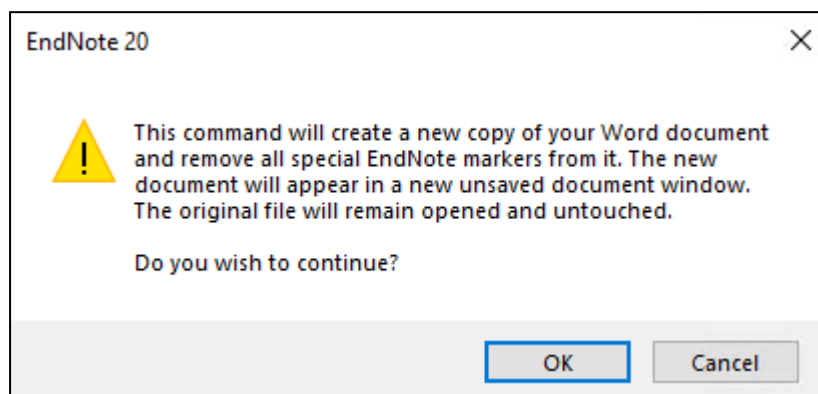 EndNote 20
This command will create a new copy of your Word document
and remove all special EndNote markers from it. The new
document will appear in a new unsaved document window.
The original file will remain opened and untouched.
Do you wish to continue?
OK Cancel